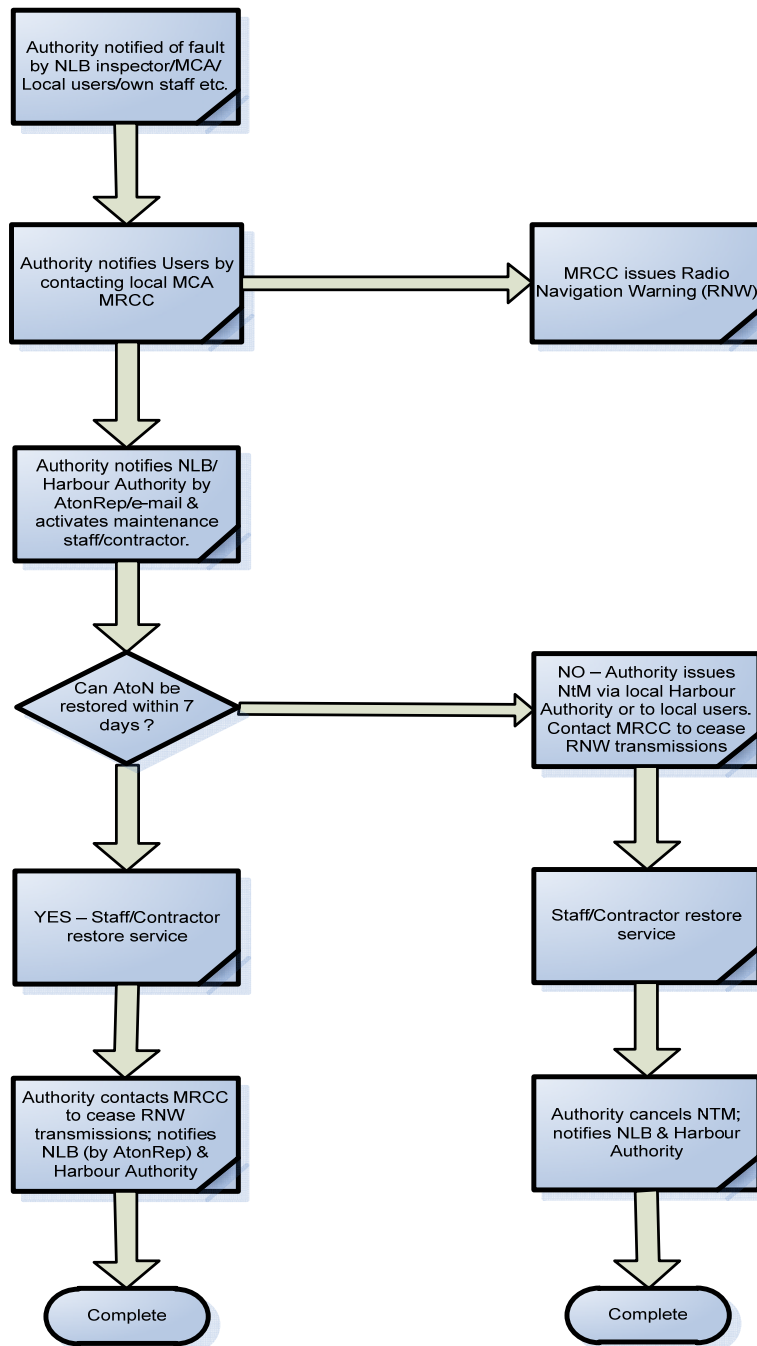 Authority notified of fault
by NLB inspector/MCA/
Local users/own staff etc.
Authority notifies Users by
contacting local MCA
MRCC
MRCC issues Radio
Navigation Warning (RNW)
Authority notifies NLB/
Harbour Authority by
AtonRep/e-mail &
activates maintenance
staff/contractor.
Can AtoN be
restored within 7
days ?
NO – Authority issues
NtM via local Harbour
Authority or to local users.
Contact MRCC to cease
RNW transmissions
YES – Staff/Contractor
restore service
Staff/Contractor restore
service
Authority contacts MRCC
to cease RNW
transmissions; notifies
NLB (by AtonRep) &
Harbour Authority
Authority cancels NTM;
notifies NLB & Harbour
Authority
Complete
Complete